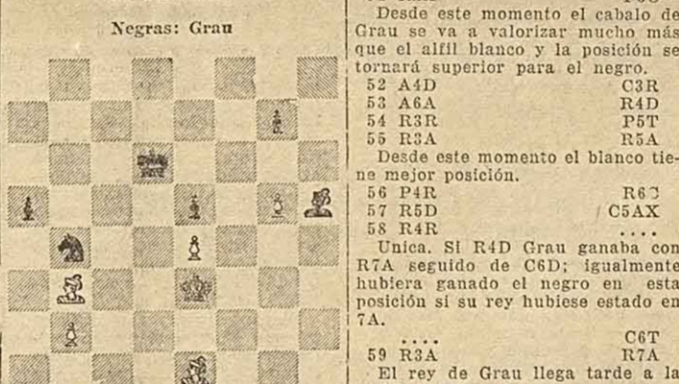 Negras: Grau
Desde este momento el cabalo de
Grau se va a valorizar mucho más
que el alfil blanco y la posición se
tornará superior para el negro.
52 A4D C3R
53 A6A R4D
54 R3R P5T
55 R3A R5A
Desde este momento el blanco tie-
ne mejor posición.
56 P4R
57 R5D C5AX
58 R4R ....
Unica. Si R4D Grau ganaba con
R7A seguido de C6D; igualmente
hubiera ganado el negro en esta
posición si su rey hubiese estado en
7A.
.... C6T
59 R3A R7A
El rey de Grau llega tarde a la